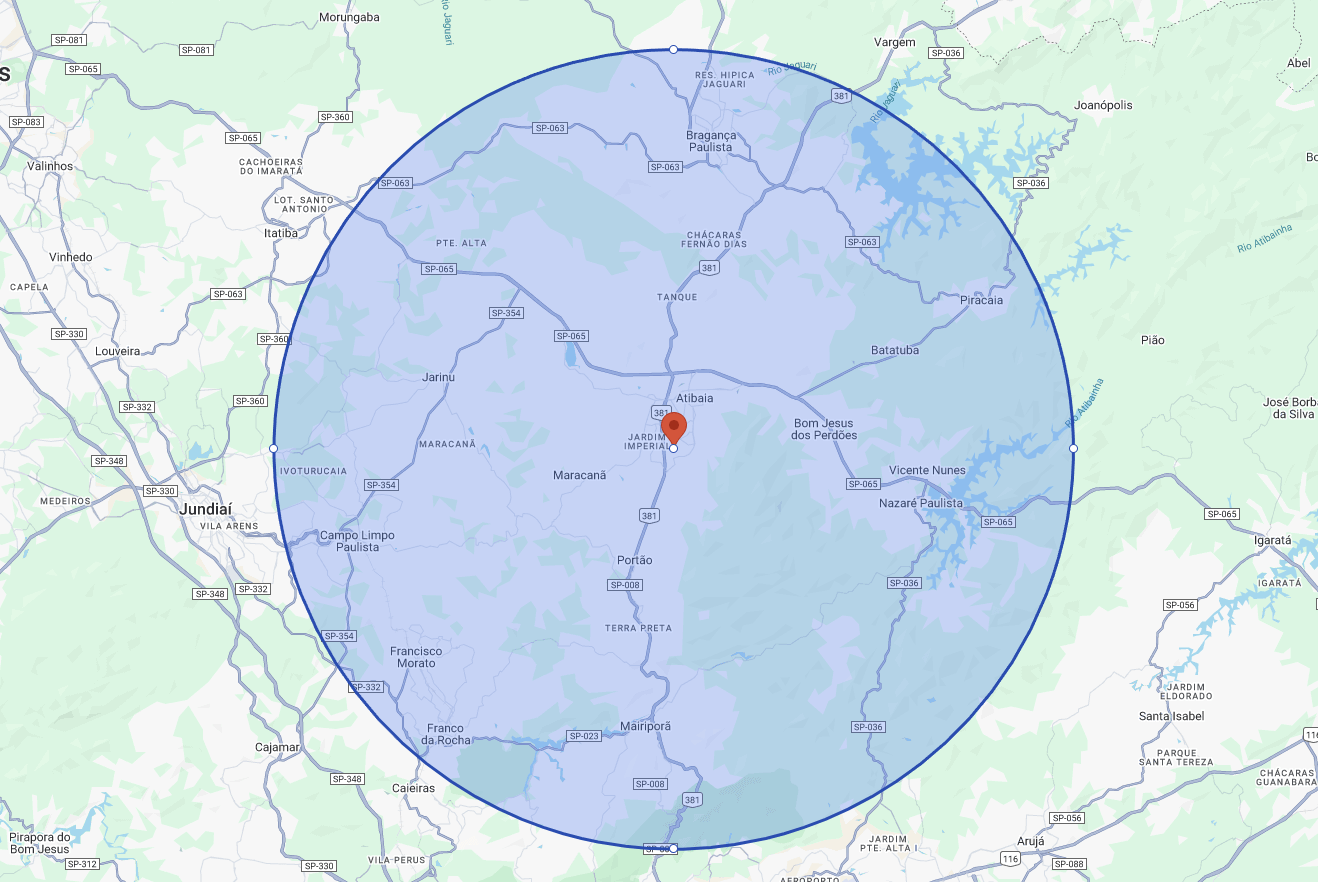 Morungaba
Rio Jaguari
SP-081
SP-081
SP-065
S
Vargem
SP-036
Abel
RES. HIPICA
JAGUARI
Rio Jaguari
381
Rio Jaguari
Joanópolis
SP-083
SP-360
SP-063
SP-065
Bragança
Paulista
Valinhos
CACHOEIRAS
DO IMARATÁ
SP-063
SP-063
SP-036
Bo
LOT. SANTO
ANTONIO
Itatiba
PTE. ALTA
CHÁCARAS
FERNÃO DIAS
SP-063
Rio Atibainha
Vinhedo
SP-065
381
CAPELA
SP-063
TANQUE
Piracaia
SP-354
SP-330
SP-360
SP-065
Pião
Louveira
Batatuba
Jarinu
SP-360
SP-332
Atibaia
381
Rio Atibainha
José Borba
da Silva
JARDIM
IMPERIAL
Bom Jesus
dos Perdões
MARACANÃ
SP-348
IVOTURUCAIA
Maracanã
Vicente Nunes
SP-354
SP-065
SP-330
MEDEIROS
Jundiaí
VILA ARENS
381
Nazaré Paulista
SP-065
SP-065
Campo Limpo
Paulista
Igaratá
Portão
SP-008
SP-036
IGARATÁ
SP-332
SP-348
SP-056
TERRA PRETA
SP-354
Francisco
Morato
SP-332
JARDIM
ELDORADO
Santa Isabel
Franco
da Rocha
SP-023
Mairiporã
SP-036
116
Cajamar
PARQUE
SANTA TEREZA
SP-348
Caieiras
SP-008
381
CHÁCARAS
GUANABARA
Pirapora do
Bom Jesus
SP-056
JARDIM
PTE. ALTA I
Arujá
116
SP-088
SP-312
SP-330
VILA PERUS
AEROPORTO